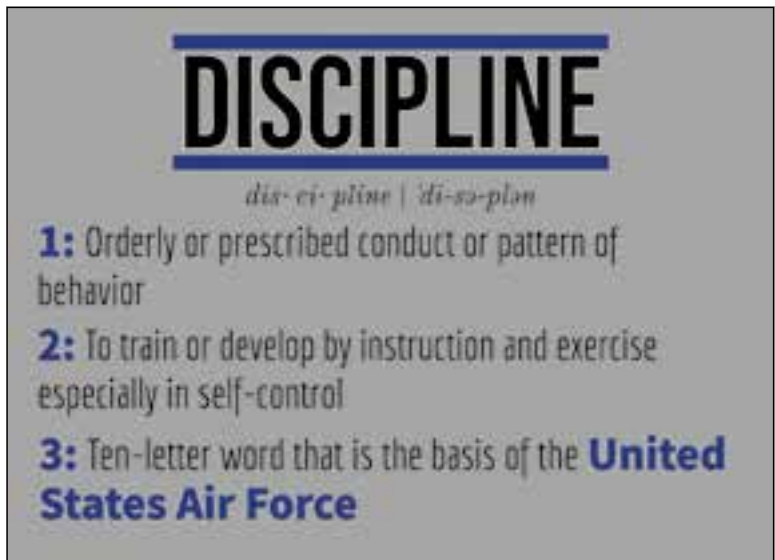 DISCIPLINE
dis· ci· pline | ˈdi-sə-plən
1: Orderly or prescribed conduct or pattern of
behavior
2: To train or develop by instruction and exercise
especially in self-control
3: Ten-letter word that is the basis of the United
States Air Force